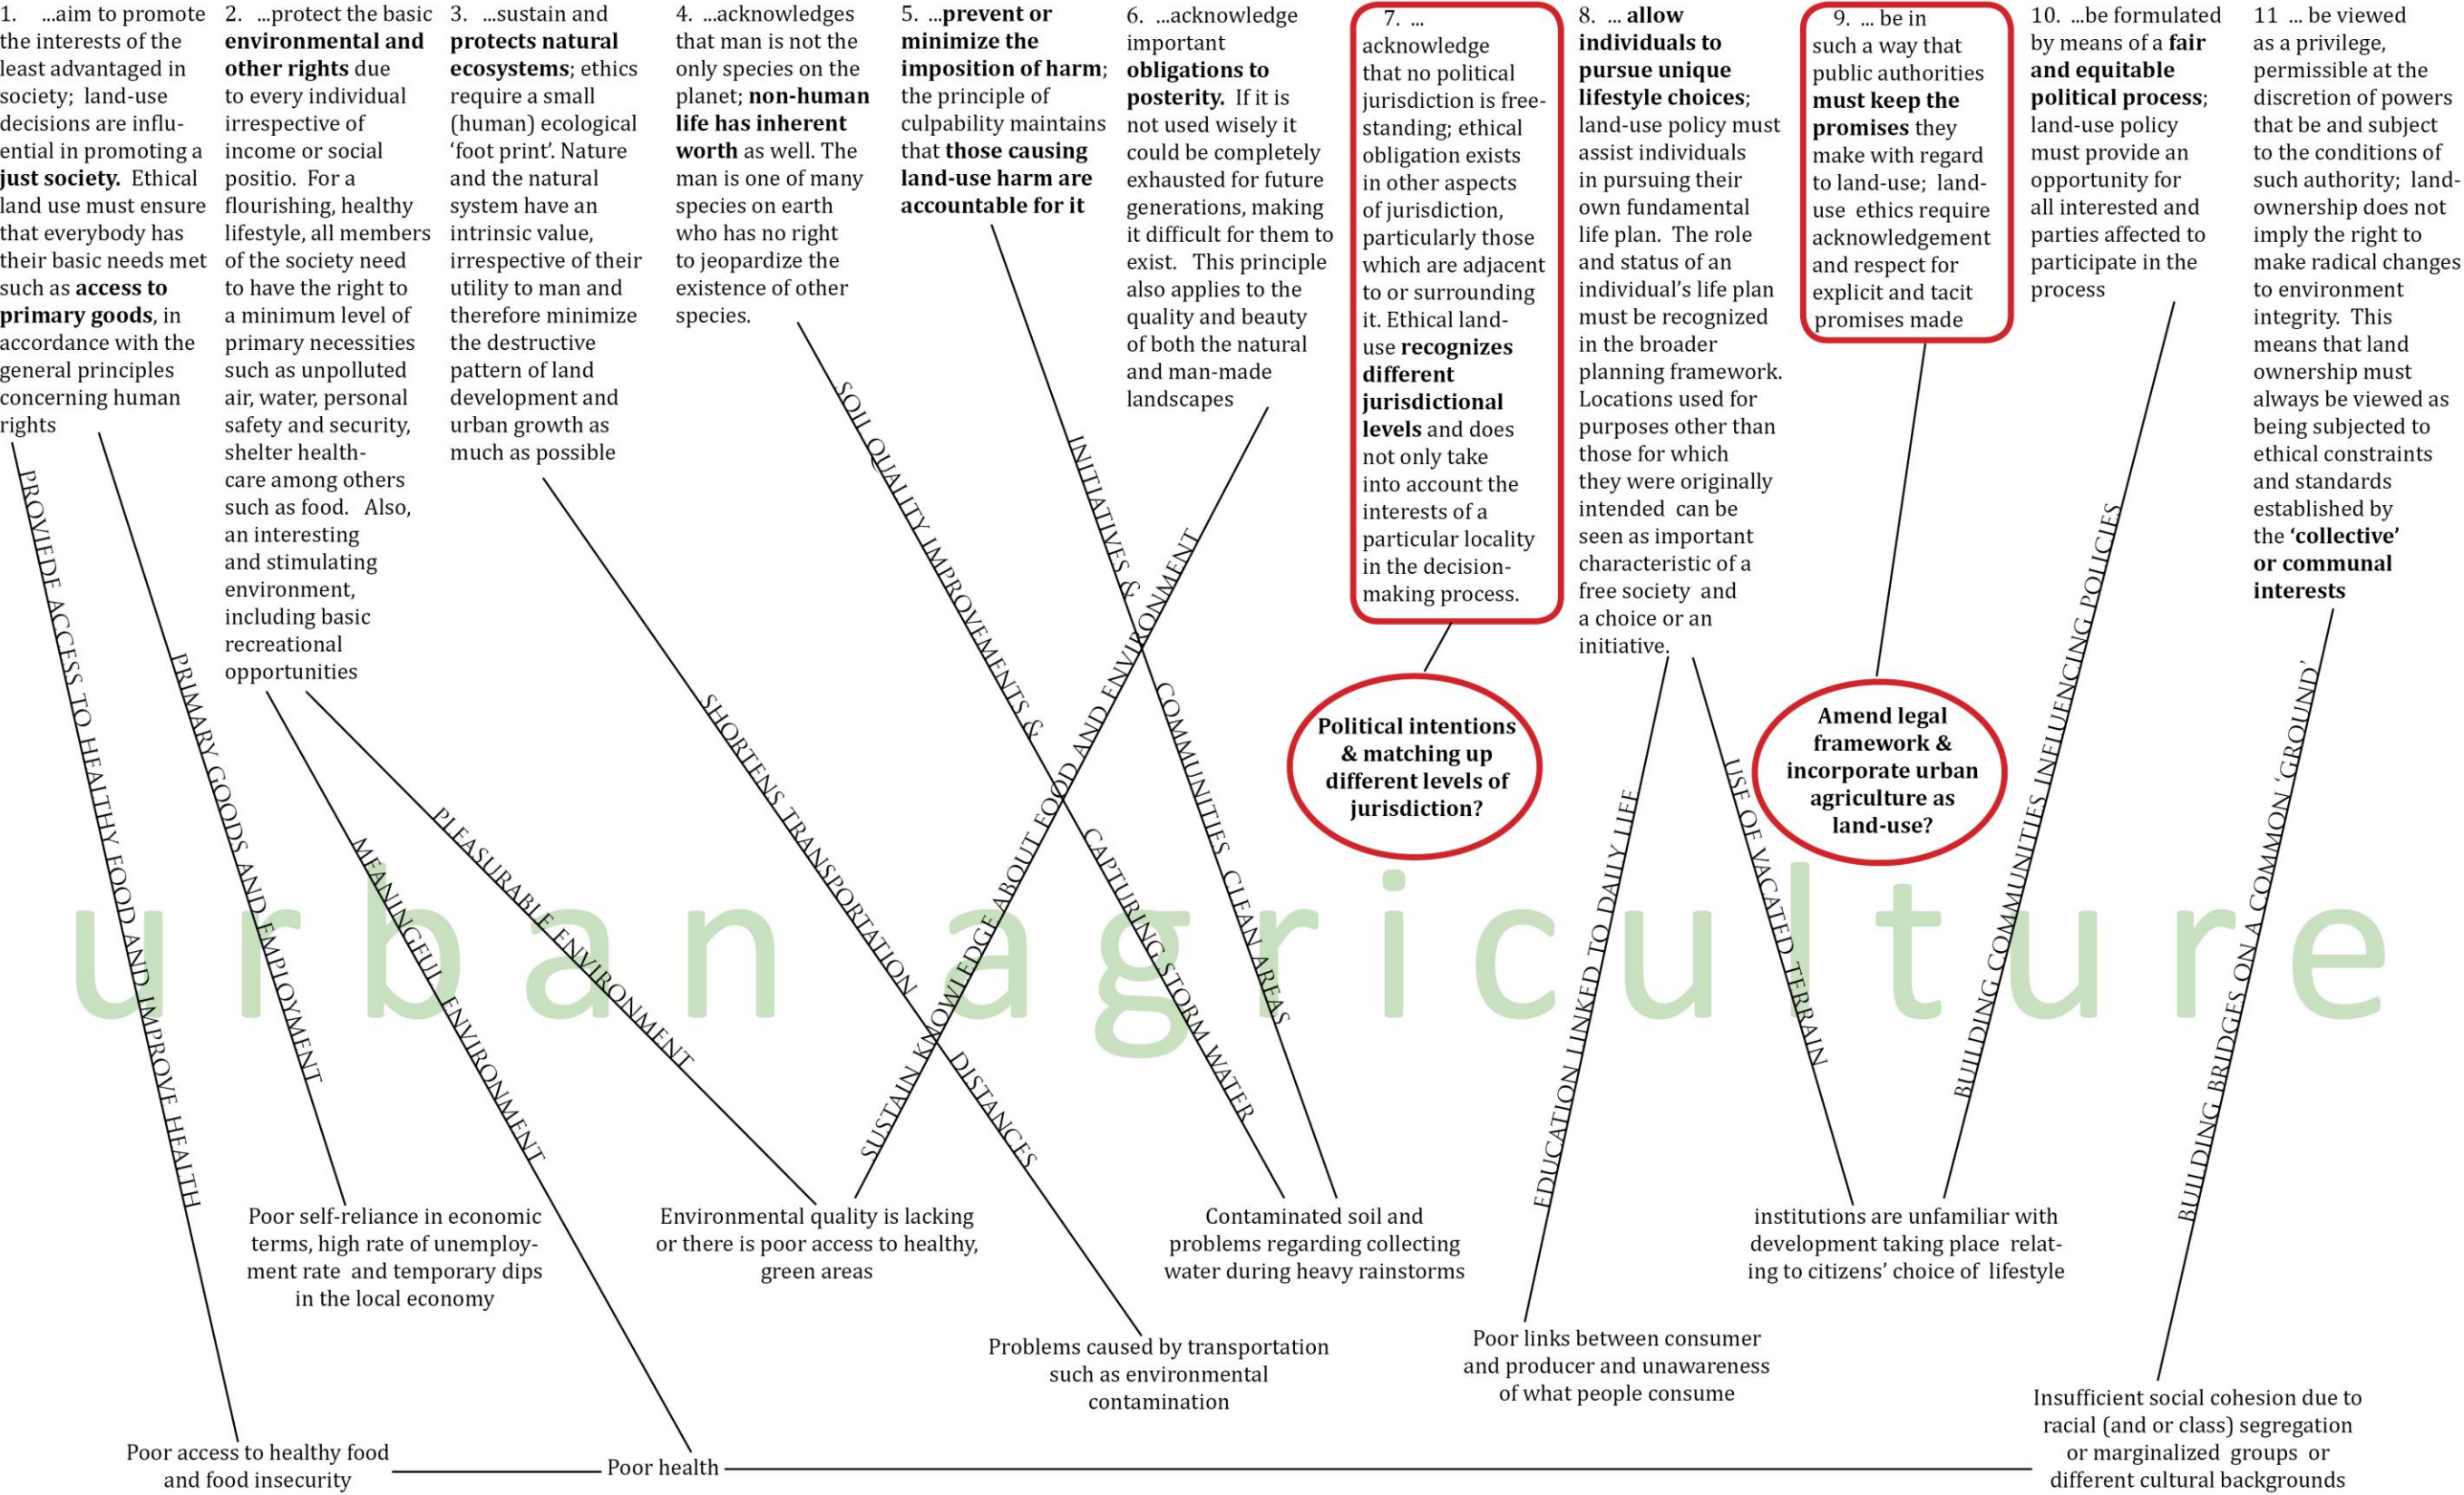 1. ...aim to promote
the interests of the
least advantaged in
society; land-use
decisions are influ-
ential in promoting a
just society. Ethical
land use must ensure
that everybody has
their basic needs met
such as access to
primary goods, in
accordance with the
general principles
concerning human
rights
2. ...protect the basic
environmental and
other rights due
to every individual
irrespective of
income or social
positio. For a
flourishing, healthy
lifestyle, all members
of the society need
to have the right to
a minimum level of
primary necessities
such as unpolluted
air, water, personal
safety and security,
shelter health-
care among others
such as food. Also,
an interesting
and stimulating
environment,
including basic
recreational
opportunities
3. ...sustain and
protects natural
ecosystems; ethics
require a small
(human) ecological
‘foot print’. Nature
and the natural
system have an
intrinsic value,
irrespective of their
utility to man and
therefore minimize
the destructive
pattern of land
development and
urban growth as
much as possible
4. ...acknowledges
that man is not the
only species on the
planet; non-human
life has inherent
worth as well. The
man is one of many
species on earth
who has no right
to jeopardize the
existence of other
species.
5. ...prevent or
minimize the
imposition of harm;
the principle of
culpability maintains
that those causing
land-use harm are
accountable for it
6. ...acknowledge
important
obligations to
posterity. If it is
not used wisely it
could be completely
exhausted for future
generations, making
it difficult for them to
exist. This principle
also applies to the
quality and beauty
of both the natural
and man-made
landscapes
7. ...
acknowledge
that no political
jurisdiction is free-
standing; ethical
obligation exists
in other aspects
of jurisdiction,
particularly those
which are adjacent
to or surrounding
it. Ethical land-
use recognizes
different
jurisdictional
levels and does
not only take
into account the
interests of a
particular locality
in the decision-
making process.
8. ... allow
individuals to
pursue unique
lifestyle choices;
land-use policy must
assist individuals
in pursuing their
own fundamental
life plan. The role
and status of an
individual’s life plan
must be recognized
in the broader
planning framework.
Locations used for
purposes other than
those for which
they were originally
intended can be
seen as important
characteristic of a
free society and
a choice or an
initiative.
9. ... be in
such a way that
public authorities
must keep the
promises they
make with regard
to land-use; land-
use ethics require
acknowledgement
and respect for
explicit and tacit
promises made
10. ...be formulated
by means of a fair
and equitable
political process;
land-use policy
must provide an
opportunity for
all interested and
parties affected to
participate in the
process
11 ... be viewed
as a privilege,
permissible at the
discretion of powers
that be and subject
to the conditions of
such authority; land-
ownership does not
imply the right to
make radical changes
to environment
integrity. This
means that land
ownership must
always be viewed as
being subjected to
ethical constraints
and standards
established by
the ‘collective’
or communal
interests
PROVIEDE ACCESS TO HEALTHY FOOD AND IMPROVE HEALTH
PRIMARY GOODS AND EMPLOYMENT
MEANINGFUL ENVIRONMENT
PLEASURABLE ENVIRONMENT
SHORTENS TRANSPORTATION DISTANCES
SOIL QUALITY IMPROVEMENTS & CAPTURING STORM WATER
INITIATIVES & COMMUNITIES CLEAN AREAS
SUSTAIN KNOWLEDGE ABOUT FOOD AND ENVIRONMENT
Political intentions
& matching up
different levels of
jurisdiction?
EDUCATION LINKED TO DAILY LIFE
USE OF VACATED TERRAIN
Amend legal
framework &
incorporate urban
agriculture as
land-use?
BUILDING COMMUNITIES INFLUENCING POLICIES
BUILDING BRIDGES ON A COMMON ‘GROUND’
urban agriculture
Poor self-reliance in economic
terms, high rate of unemploy-
ment rate and temporary dips
in the local economy
Environmental quality is lacking
or there is poor access to healthy,
green areas
Contaminated soil and
problems regarding collecting
water during heavy rainstorms
institutions are unfamiliar with
development taking place relat-
ing to citizens’ choice of lifestyle
Problems caused by transportation
such as environmental
contamination
Poor links between consumer
and producer and unawareness
of what people consume
Insufficient social cohesion due to
racial (and or class) segregation
or marginalized groups or
different cultural backgrounds
Poor access to healthy food
and food insecurity
Poor health